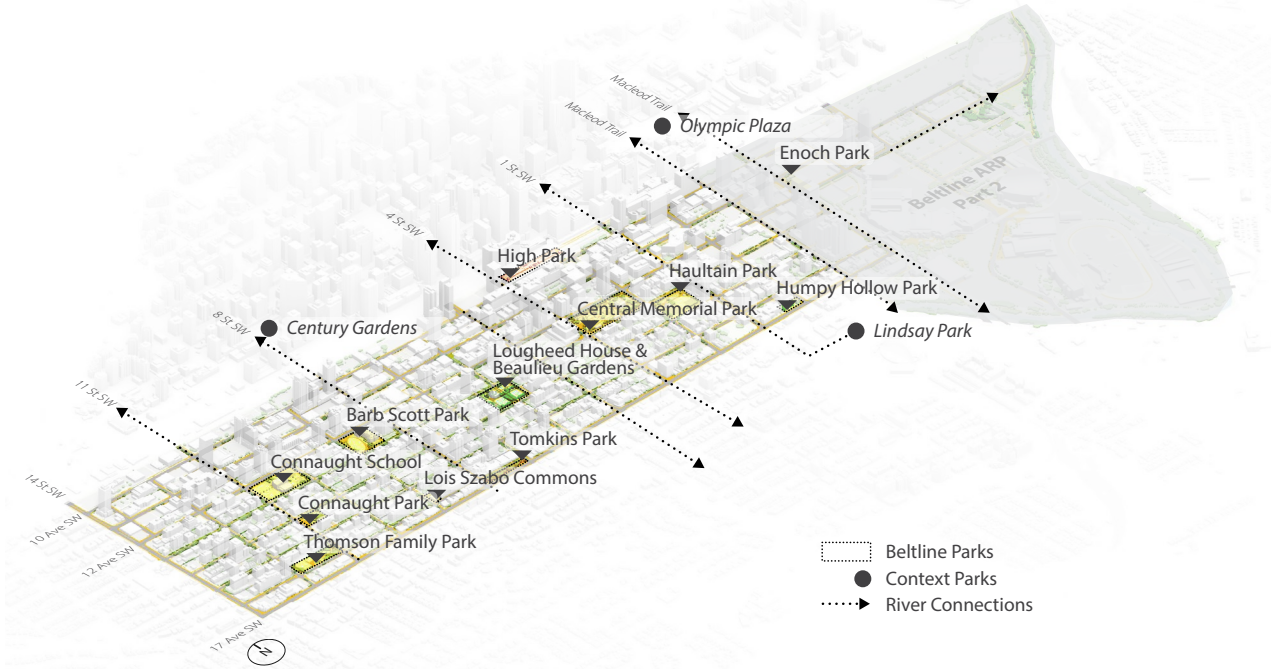 Macleod Trail
Macleod Trail
Olympic Plaza
Enoch Park
1 St SW
Beltline ARP
Part 2
4 St SW
High Park
Haultain Park
Humpy Hollow Park
Central Memorial Park
8 St SW
Century Gardens
Lindsay Park
Lougheed House &
Beaulieu Gardens
11 St SW
Barb Scott Park
Tomkins Park
Connaught School
Lois Szabo Commons
14 St SW
Connaught Park
10 Ave SW
Thomson Family Park
12 Ave SW
Beltline Parks
Context Parks
River Connections
17 Ave SW
N